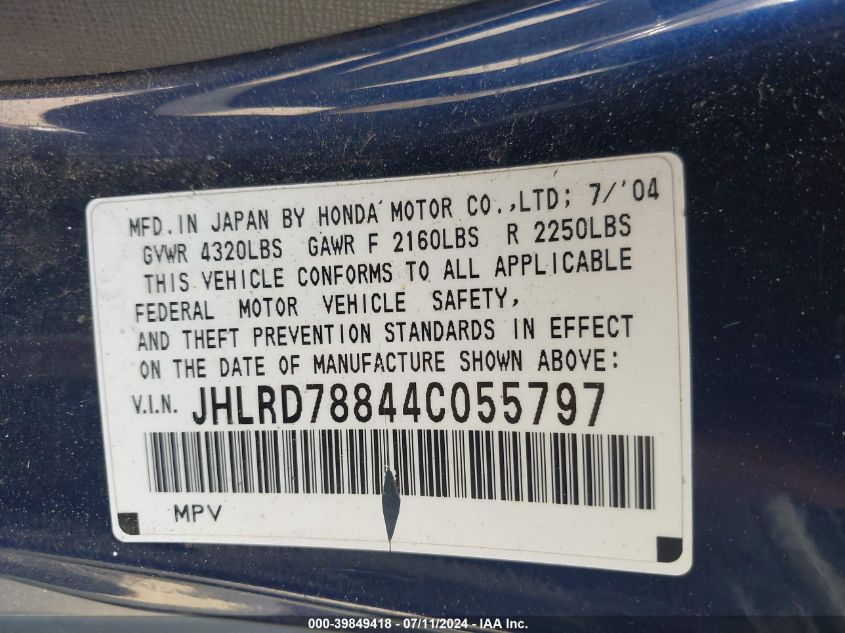 MFD. IN JAPAN BY HONDA MOTOR CO.,LTD; 7/'04
GVWR 4320LBS GAWR F 2160LBS R 2250LBS
THIS VEHICLE CONFORMS TO ALL APPLICABLE
FEDERAL MOTOR VEHICLE SAFETY,
AND THEFT PREVENTION STANDARDS IN EFFECT
ON THE DATE OF MANUFACTURE SHOWN ABOVE:
V.I.N. JHLRD78844C055797
MPV
000-39849418 - 07/11/2024 - IAA Inc.